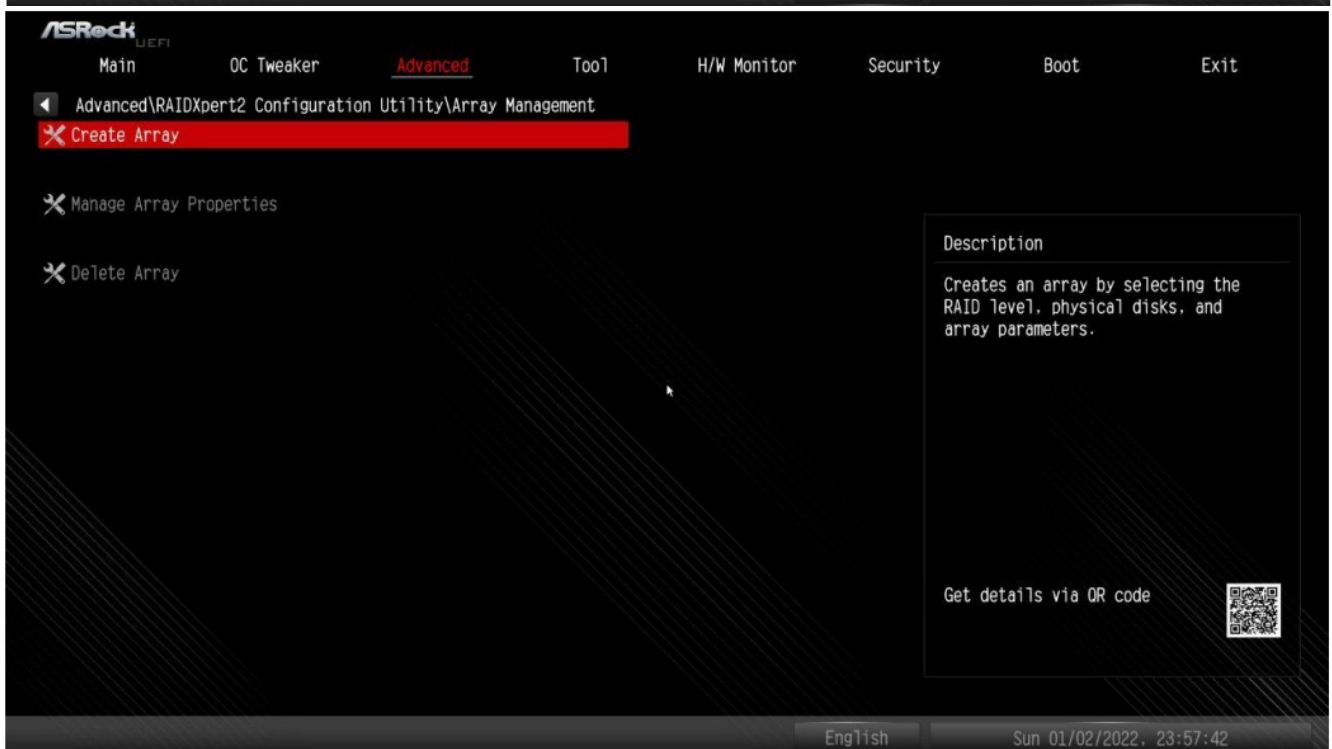 ASRock
UEFI
Main OC Tweaker Advanced Tool H/W Monitor Security Boot Exit
Advanced\RAIDXpert2 Configuration Utility\Array Management
Create Array
Manage Array Properties
Delete Array
Description
Creates an array by selecting the
RAID level, physical disks, and
array parameters.
Get details via QR code
English Sun 01/02/2022, 23:57:42